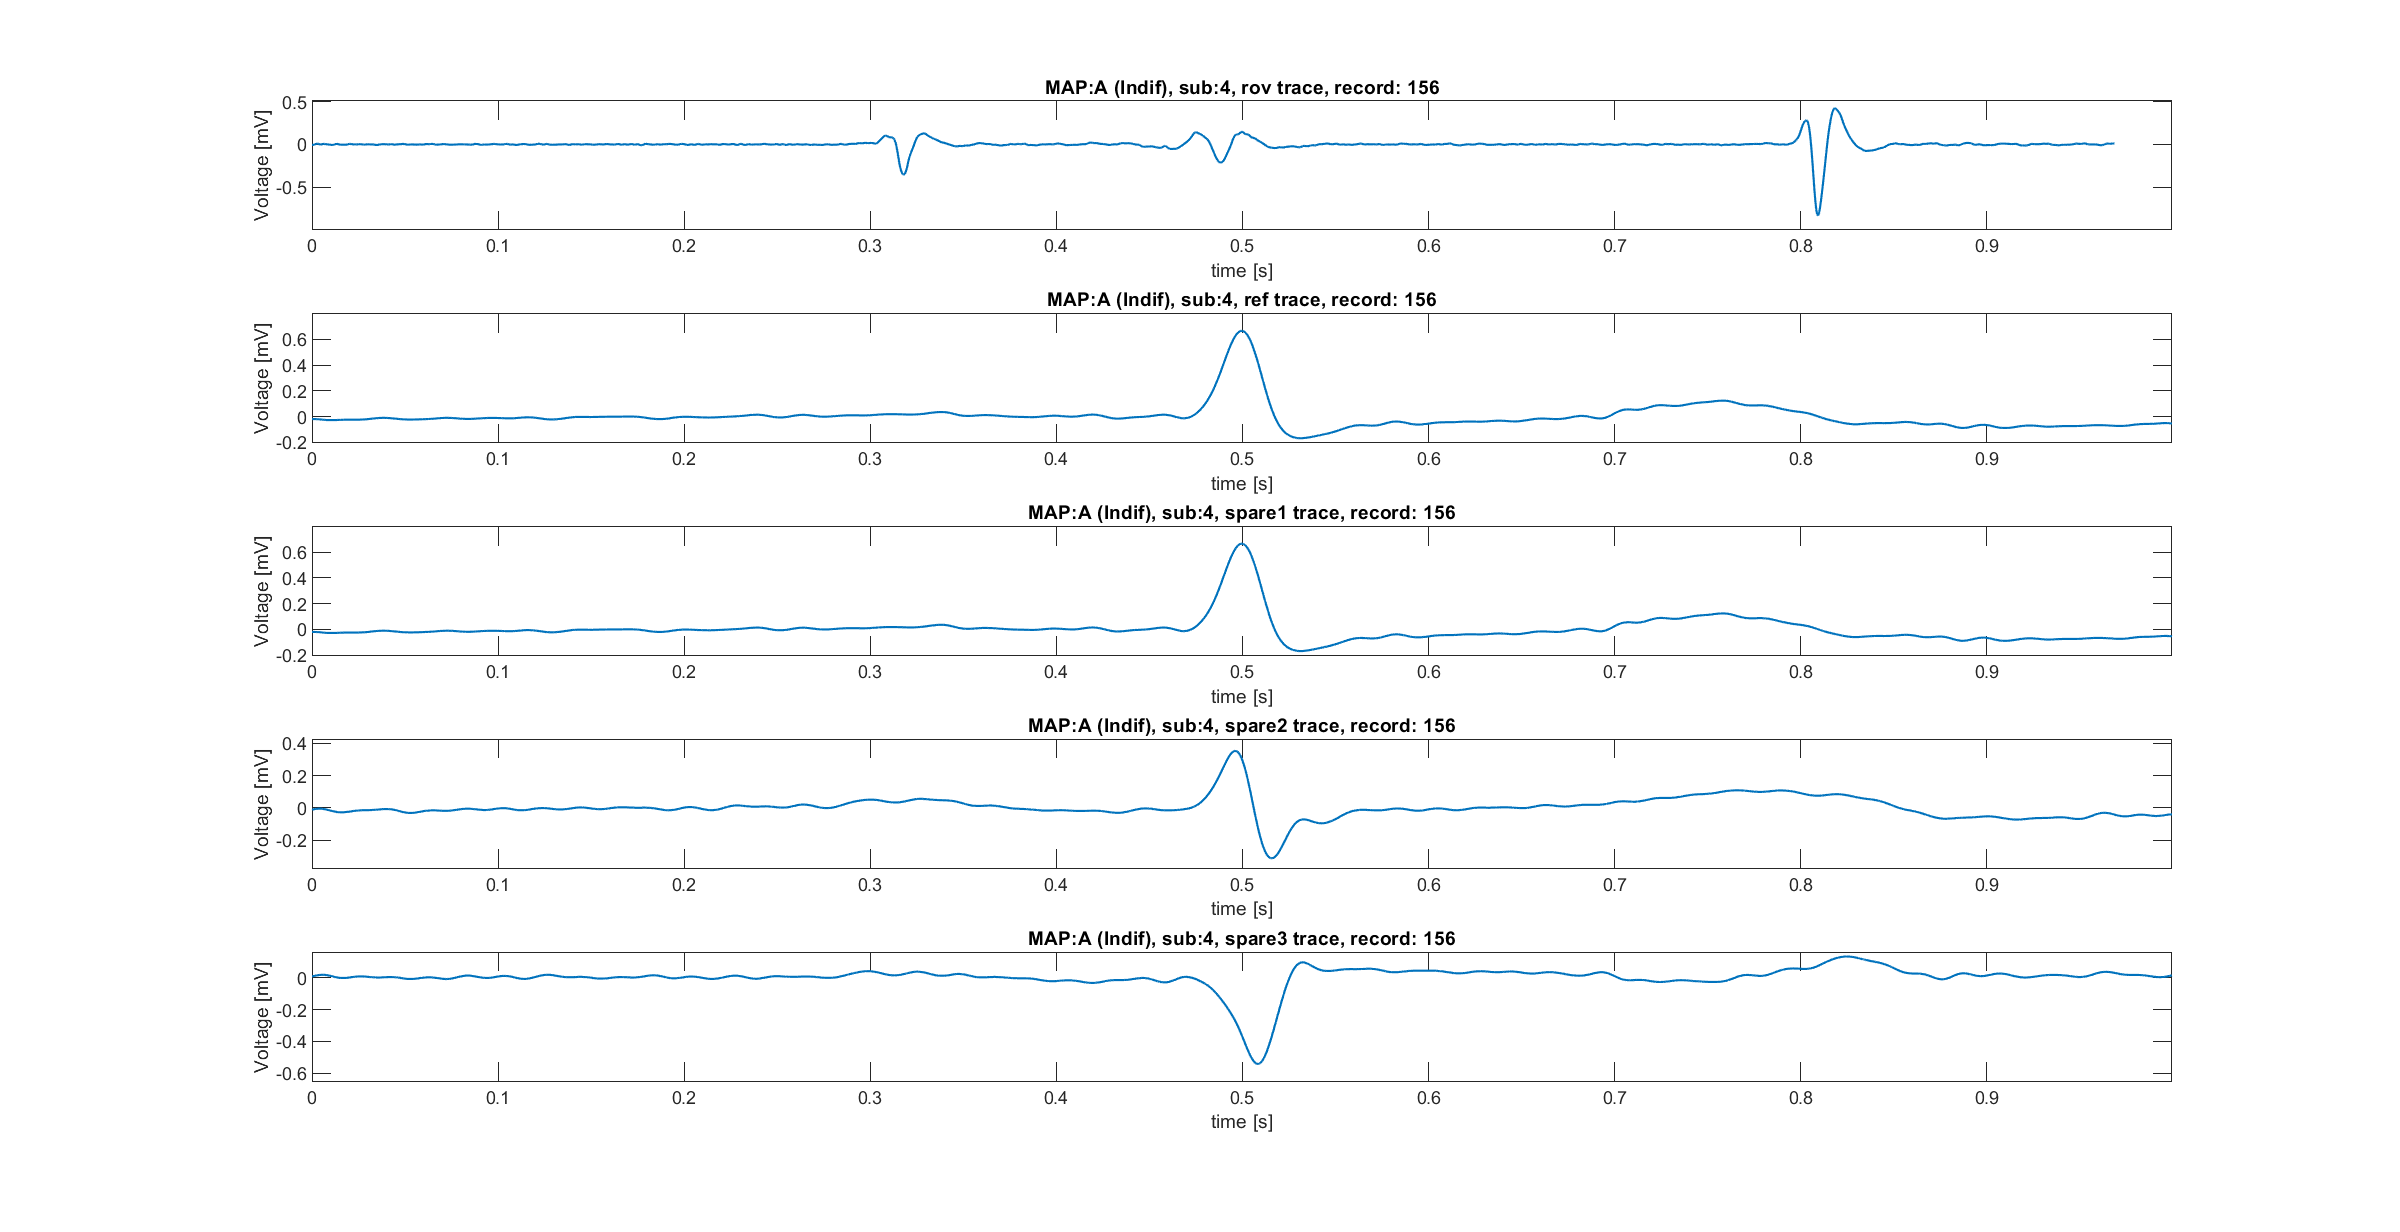 MAP:A (Indif), sub:4, rov trace, record: 156
Voltage [mV]
0.5
0
-0.5
0 0.1 0.2 0.3 0.4 0.5 0.6 0.7 0.8 0.9
time [s]
MAP:A (Indif), sub:4, ref trace, record: 156
Voltage [mV]
0.6
0.4
0.2
0
-0.2
0 0.1 0.2 0.3 0.4 0.5 0.6 0.7 0.8 0.9
time [s]
MAP:A (Indif), sub:4, spare1 trace, record: 156
Voltage [mV]
0.6
0.4
0.2
0
-0.2
0 0.1 0.2 0.3 0.4 0.5 0.6 0.7 0.8 0.9
time [s]
MAP:A (Indif), sub:4, spare2 trace, record: 156
Voltage [mV]
0.4
0.2
0
-0.2
0 0.1 0.2 0.3 0.4 0.5 0.6 0.7 0.8 0.9
time [s]
MAP:A (Indif), sub:4, spare3 trace, record: 156
Voltage [mV]
0
-0.2
-0.4
-0.6
0 0.1 0.2 0.3 0.4 0.5 0.6 0.7 0.8 0.9
time [s]